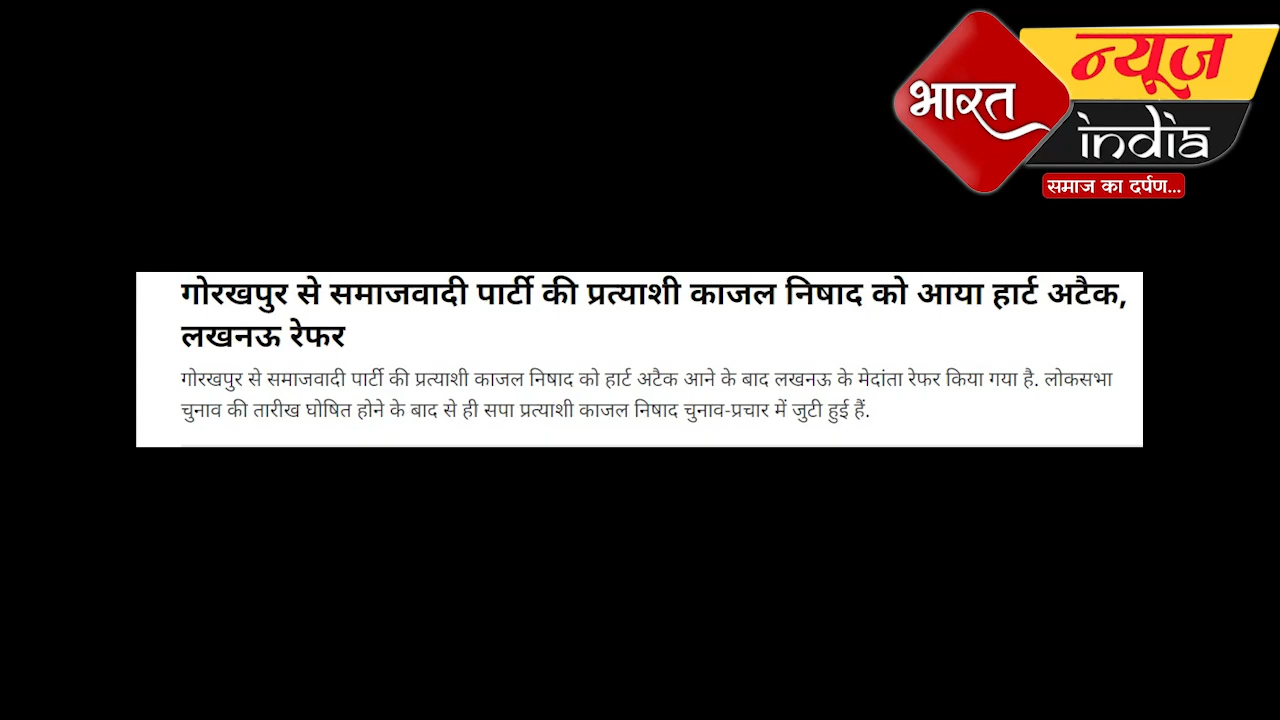 भारत
न्यूज
india
समाज का दर्पण...
गोरखपुर से समाजवादी पार्टी की प्रत्याशी काजल निषाद को आया हार्ट अटैक,
लखनऊ रेफर
गोरखपुर से समाजवादी पार्टी की प्रत्याशी काजल निषाद को हार्ट अटैक आने के बाद लखनऊ के मेदांता रेफर किया गया है. लोकसभा
चुनाव की तारीख घोषित होने के बाद से ही सपा प्रत्याशी काजल निषाद चुनाव-प्रचार में जुटी हुई हैं.